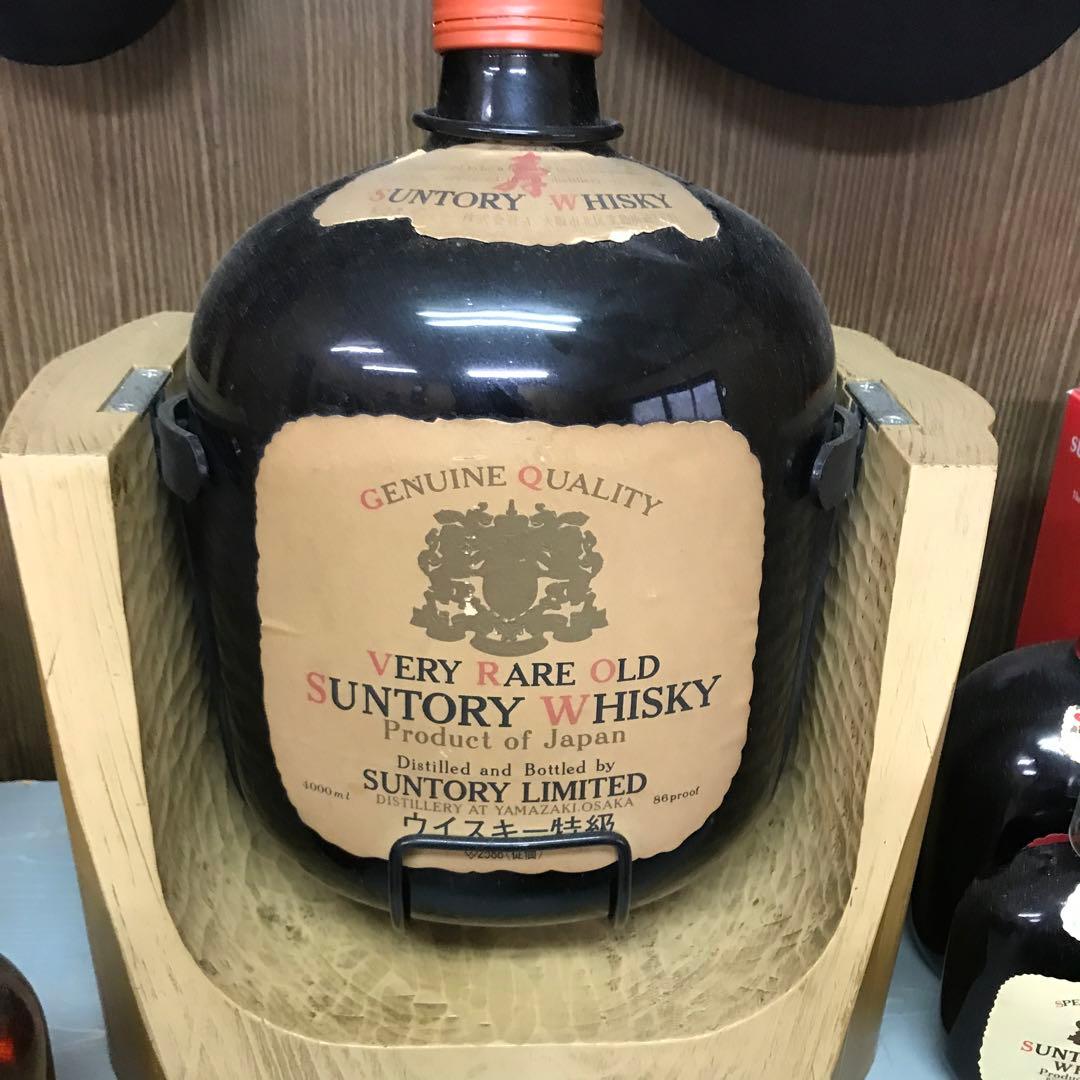 寿
SUNTORY WHISKY
GENUINE QUALITY
VERY RARE OLD
SUNTORY WHISKY
Product of Japan
Distilled and Bottled by
SUNTORY LIMITED
DISTILLERY AT YAMAZAKI.OSAKA
4000ml
86proof
ウイスキー特級